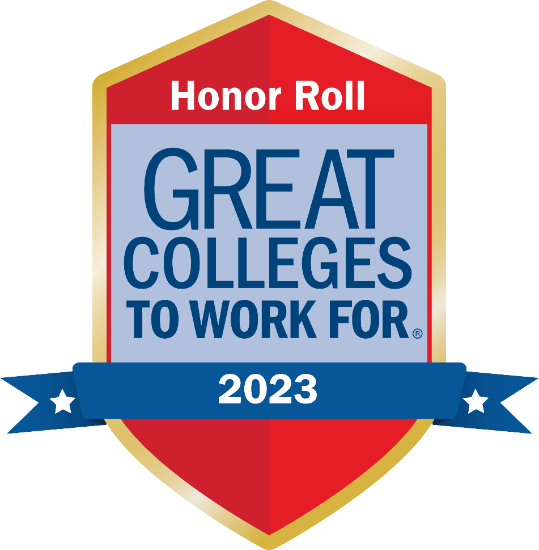 Honor Roll
GREAT
COLLEGES
TO WORK FOR®
2023